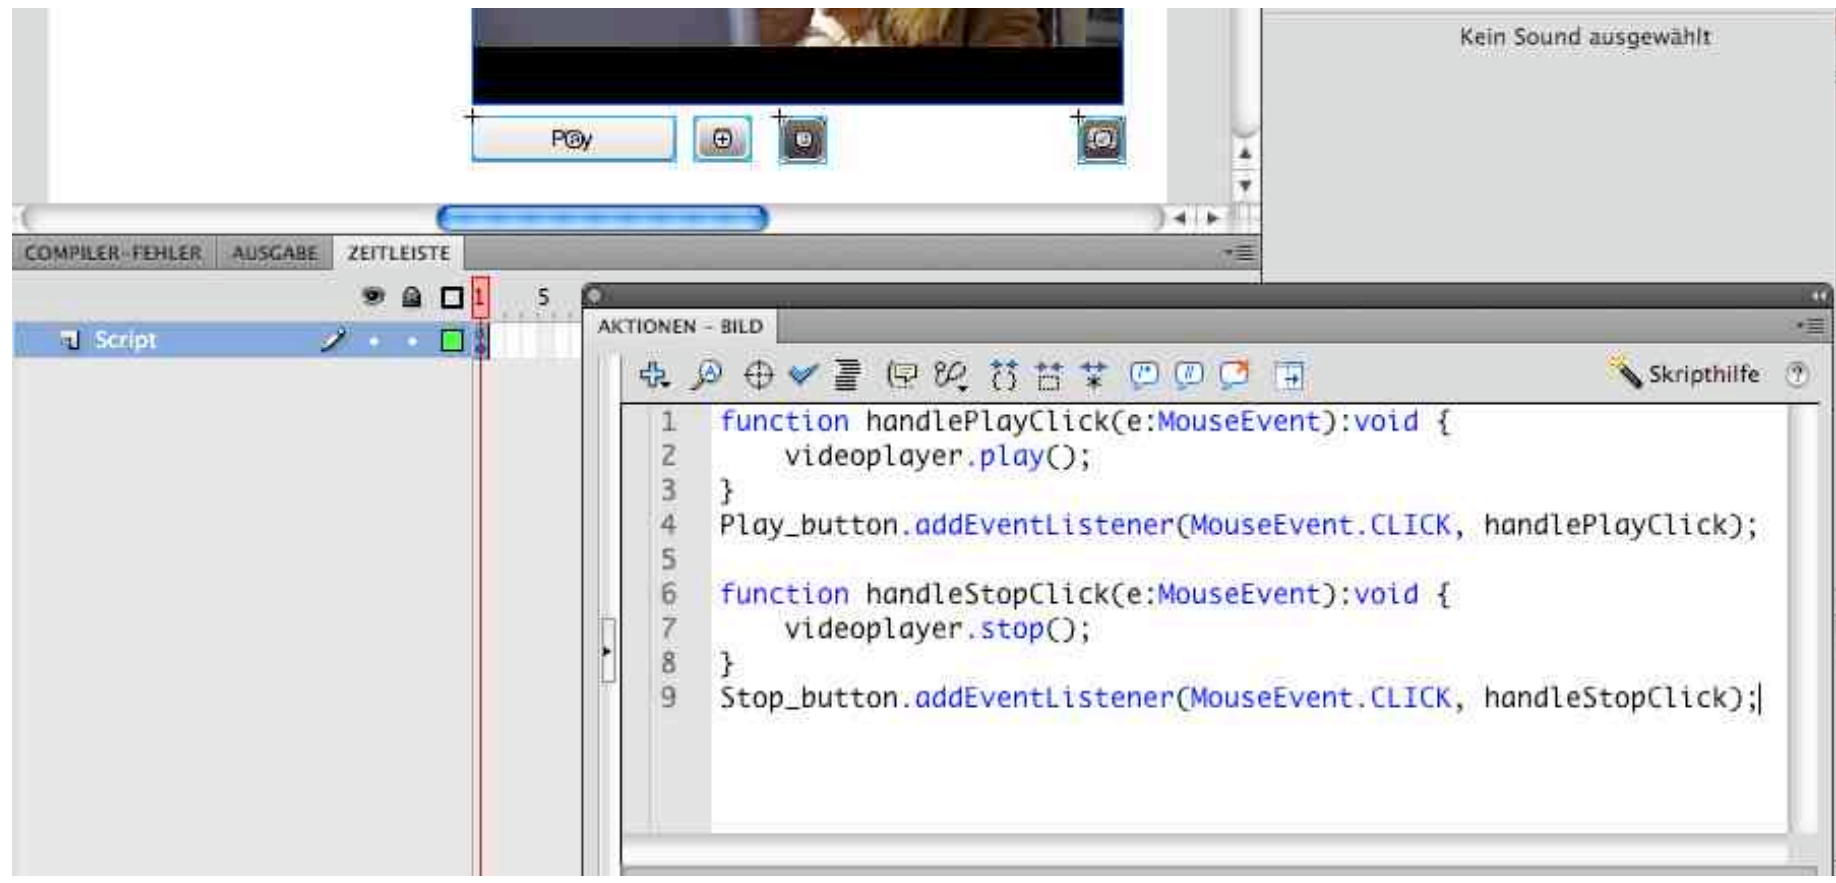 Kein Sound ausgewählt
Play
COMPILER-FEHLER AUSGABE ZEITLEISTE
1 5
Script
AKTIONEN - BILD
Skripthilfe ?
1 function handlePlayClick(e:MouseEvent):void {
2 videoplayer.play();
3 }
4 Play_button.addEventListener(MouseEvent.CLICK, handlePlayClick);
5
6 function handleStopClick(e:MouseEvent):void {
7 videoplayer.stop();
8 }
9 Stop_button.addEventListener(MouseEvent.CLICK, handleStopClick);